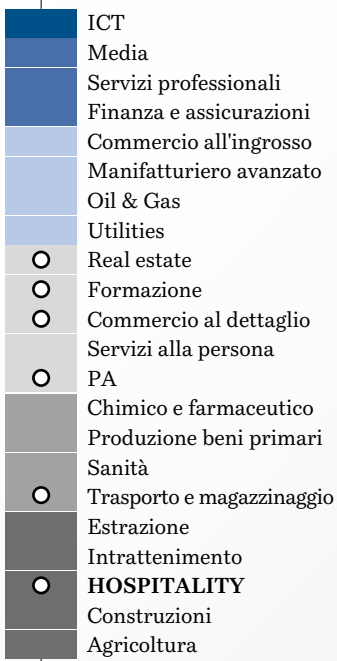 ICT
Media
Servizi professionali
Finanza e assicurazioni
Commercio all'ingrosso
Manifatturiero avanzato
Oil & Gas
Utilities
Real estate
Formazione
Commercio al dettaglio
Servizi alla persona
PA
Chimico e farmaceutico
Produzione beni primari
Sanità
Trasporto e magazzinaggio
Estrazione
Intrattenimento
HOSPITALITY
Construzioni
Agricoltura